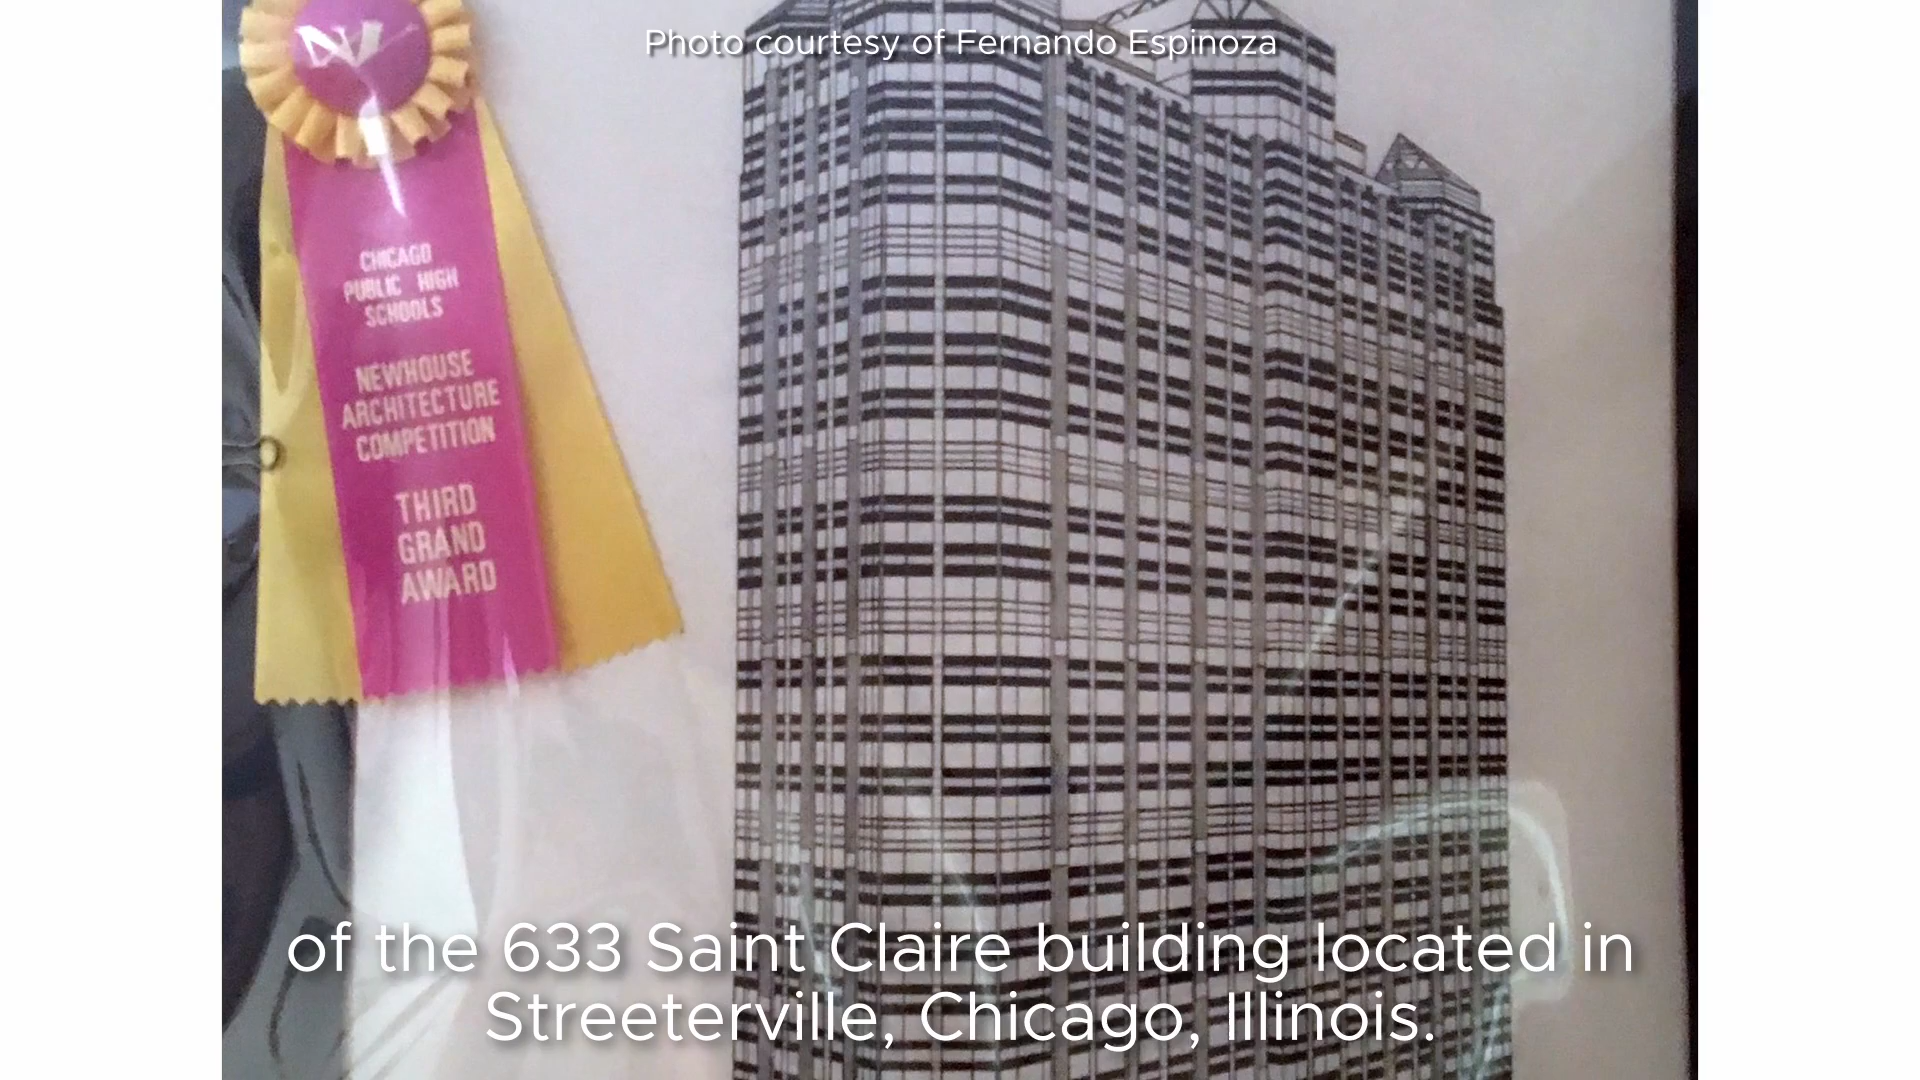 Photo courtesy of Fernando Espinoza
N
CHICAGO
PUBLIC HIGH
SCHOOLS
NEWHOUSE
ARCHITECTURE
COMPETITION
THIRD
GRAND
AWARD
of the 633 Saint Claire building located in
Streeterville, Chicago, Illinois.